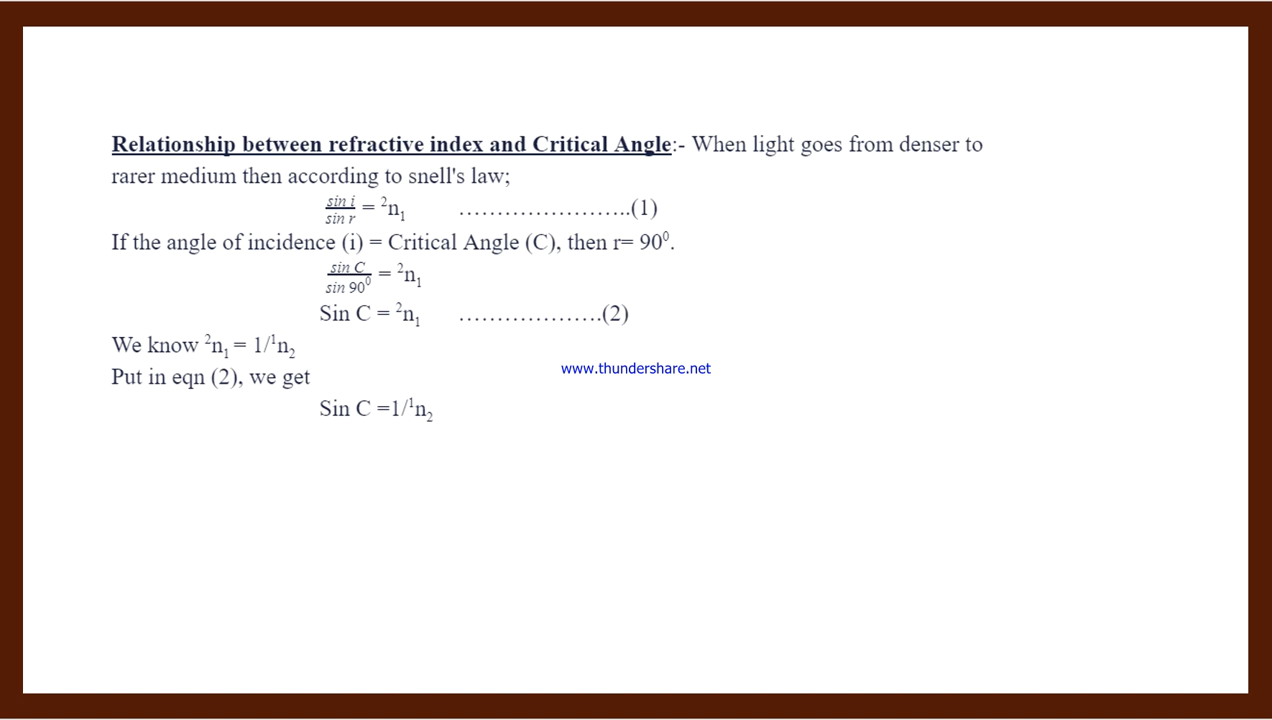 Relationship between refractive index and Critical Angle:- When light goes from denser to
rarer medium then according to snell's law;
sin i / sin r = ²n₁ …………………..(1)
If the angle of incidence (i) = Critical Angle (C), then r= 90⁰.
sin C / sin 90⁰ = ²n₁
Sin C = ²n₁ ……………….(2)
We know ²n₁ = 1/¹n₂
www.thundershare.net
Put in eqn (2), we get
Sin C =1/¹n₂